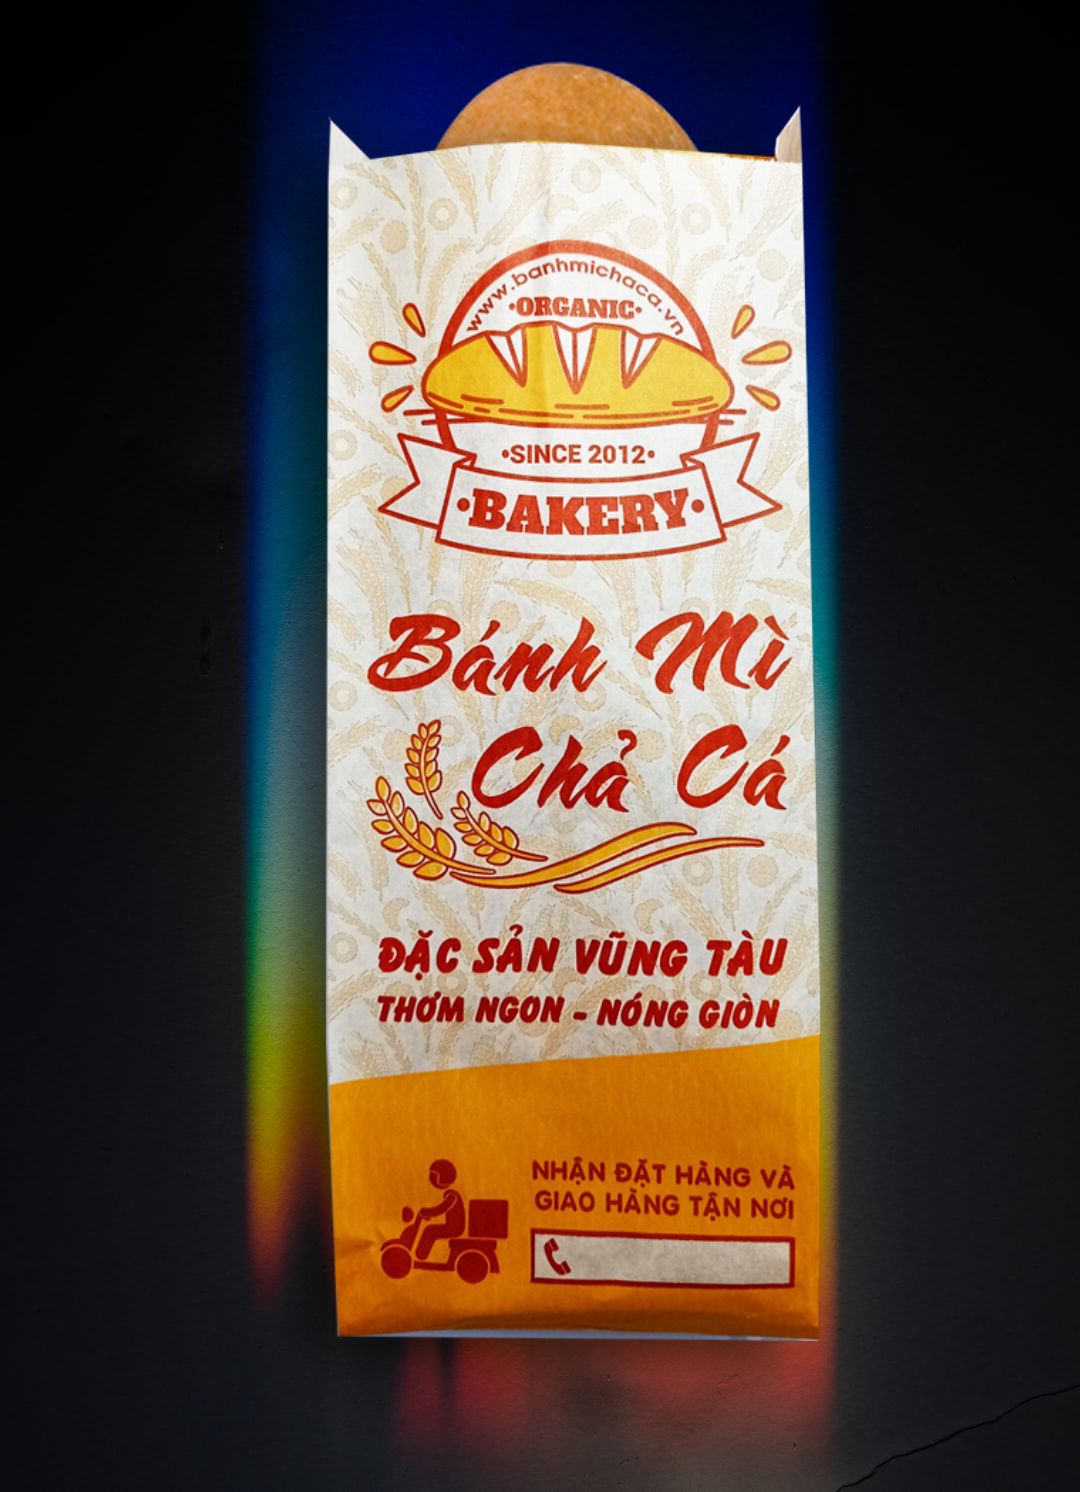 www.banhmichaca.vn
•ORGANIC•
•SINCE 2012•
•BAKERY•
Bánh Mì
Chả Cá
ĐẶC SẢN VŨNG TÀU
THƠM NGON - NÓNG GIÒN
NHẬN ĐẶT HÀNG VÀ
GIAO HÀNG TẬN NƠI